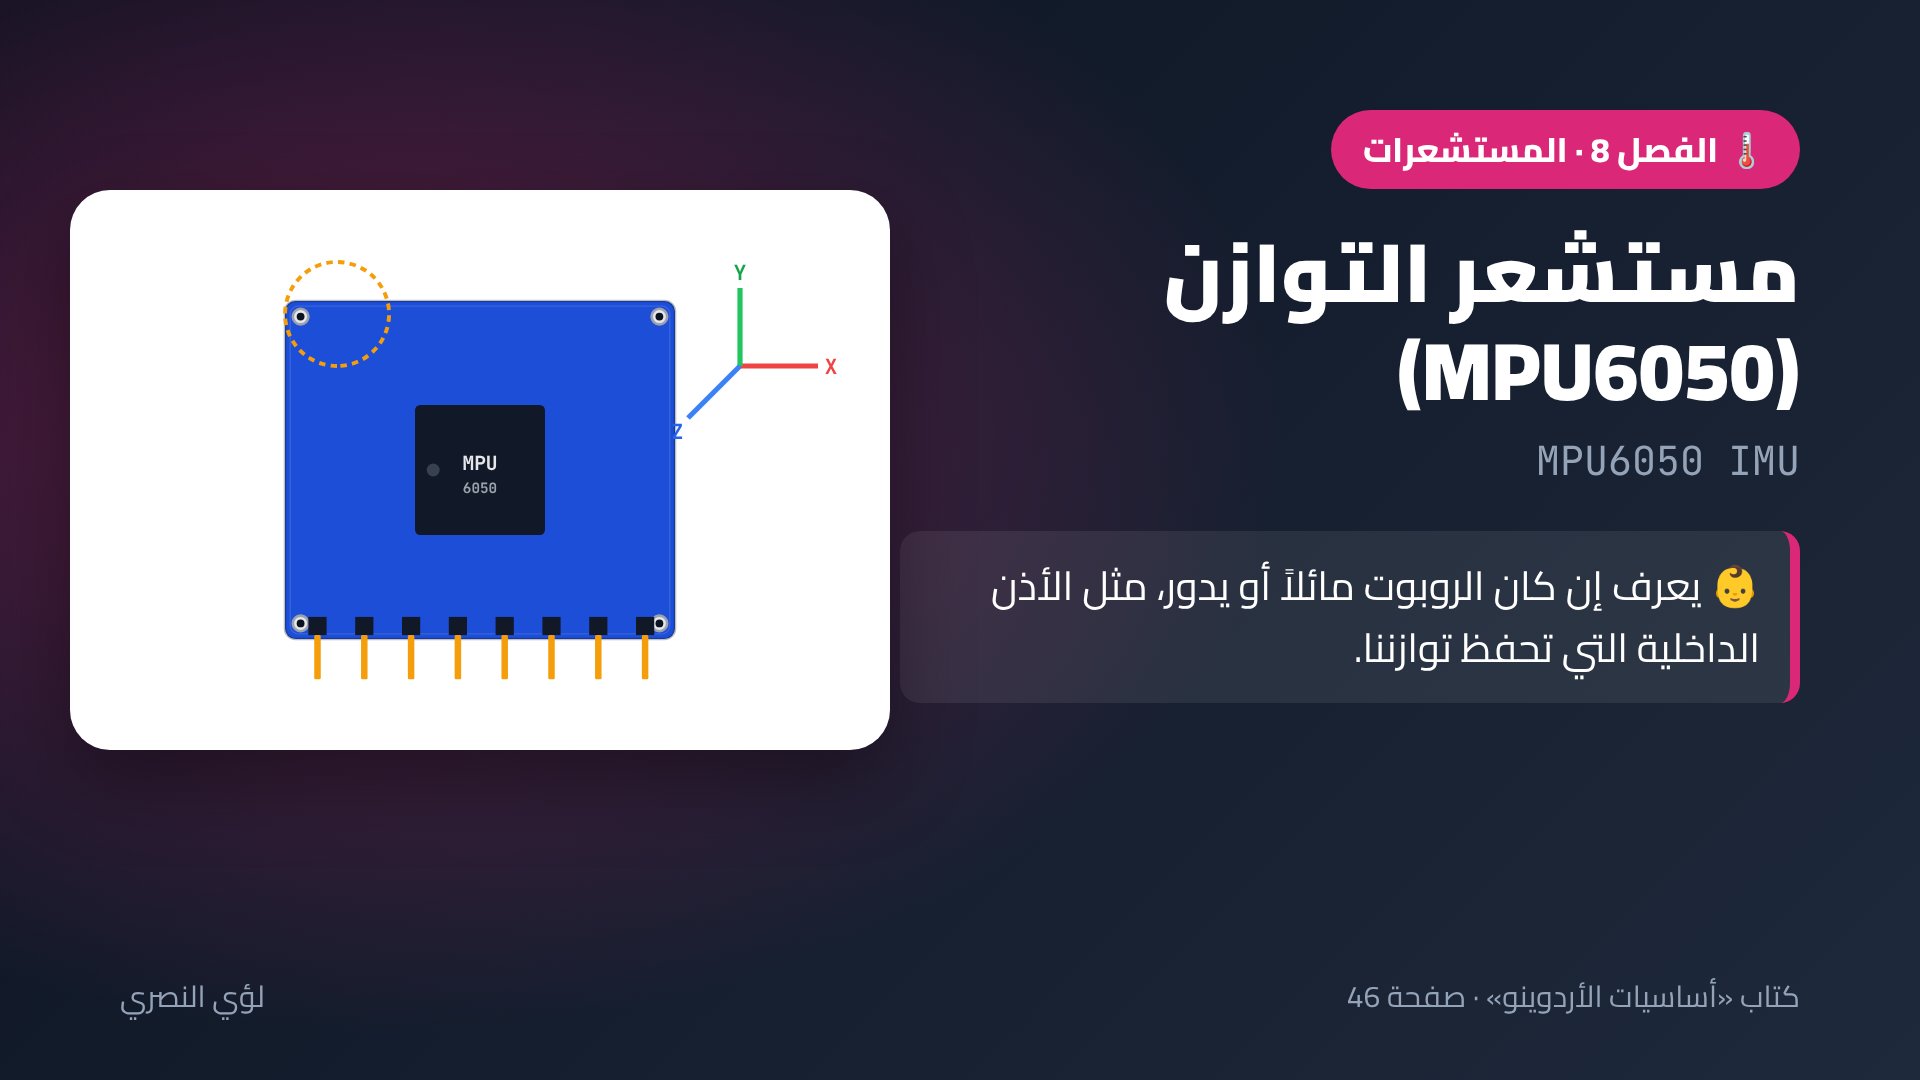 🌡️ الفصل 8 · المستشعرات
مستشعر التوازن
(MPU6050)
MPU6050 IMU
👶 يعرف إن كان الروبوت مائلاً أو يدور، مثل الأذن
الداخلية التي تحفظ توازننا.
Y
X
Z
MPU
6050
كتاب «أساسيات الأردوينو» · صفحة 46
لؤي النصري